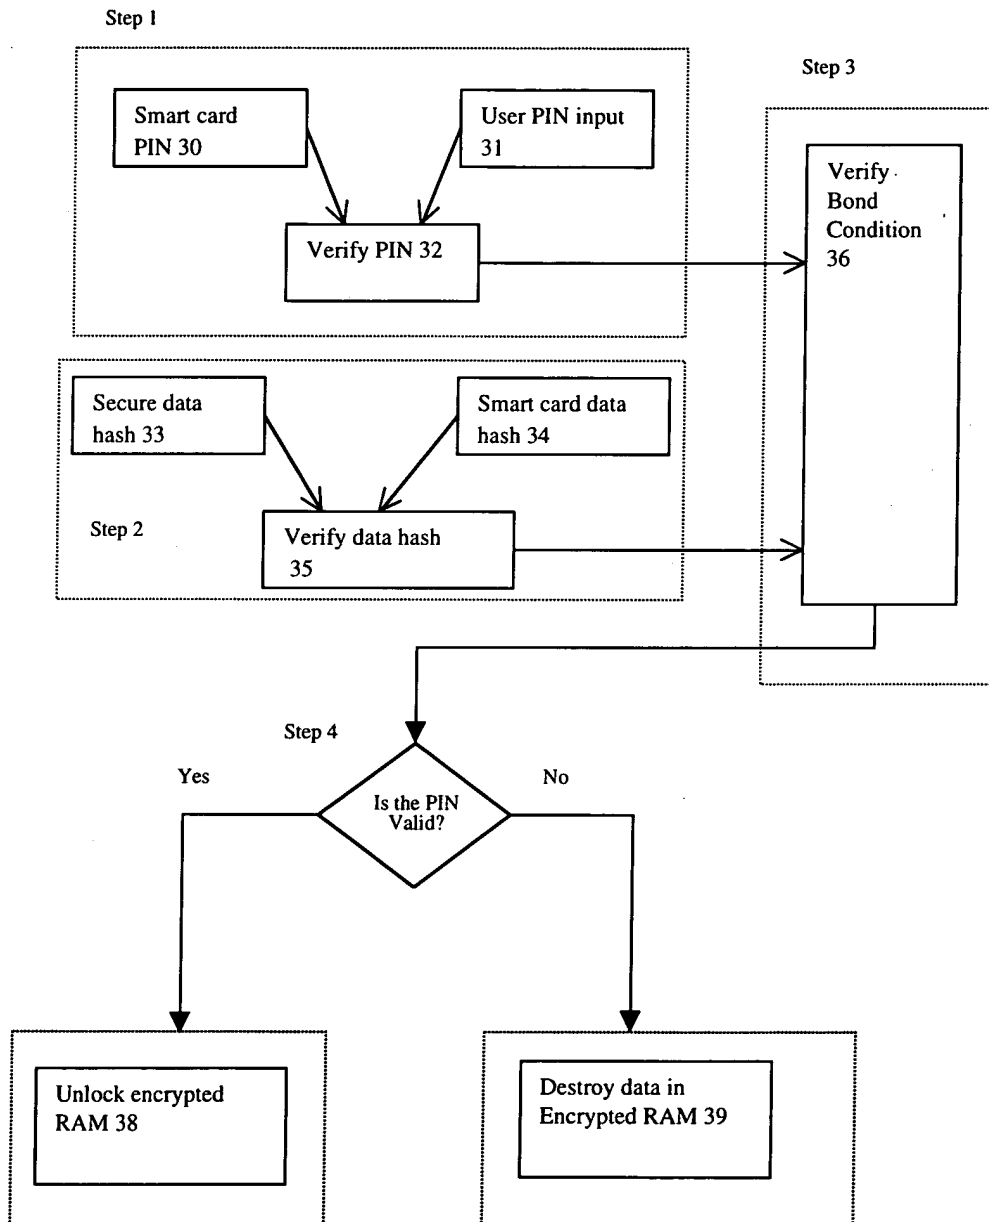 Step 1
Smart card
PIN 30
User PIN input
31
Verify PIN 32
Step 3
Verify
Bond
Condition
36
Secure data
hash 33
Smart card data
hash 34
Step 2
Verify data hash
35
Step 4
Yes
No
Is the PIN
Valid?
Unlock encrypted
RAM 38
Destroy data in
Encrypted RAM 39